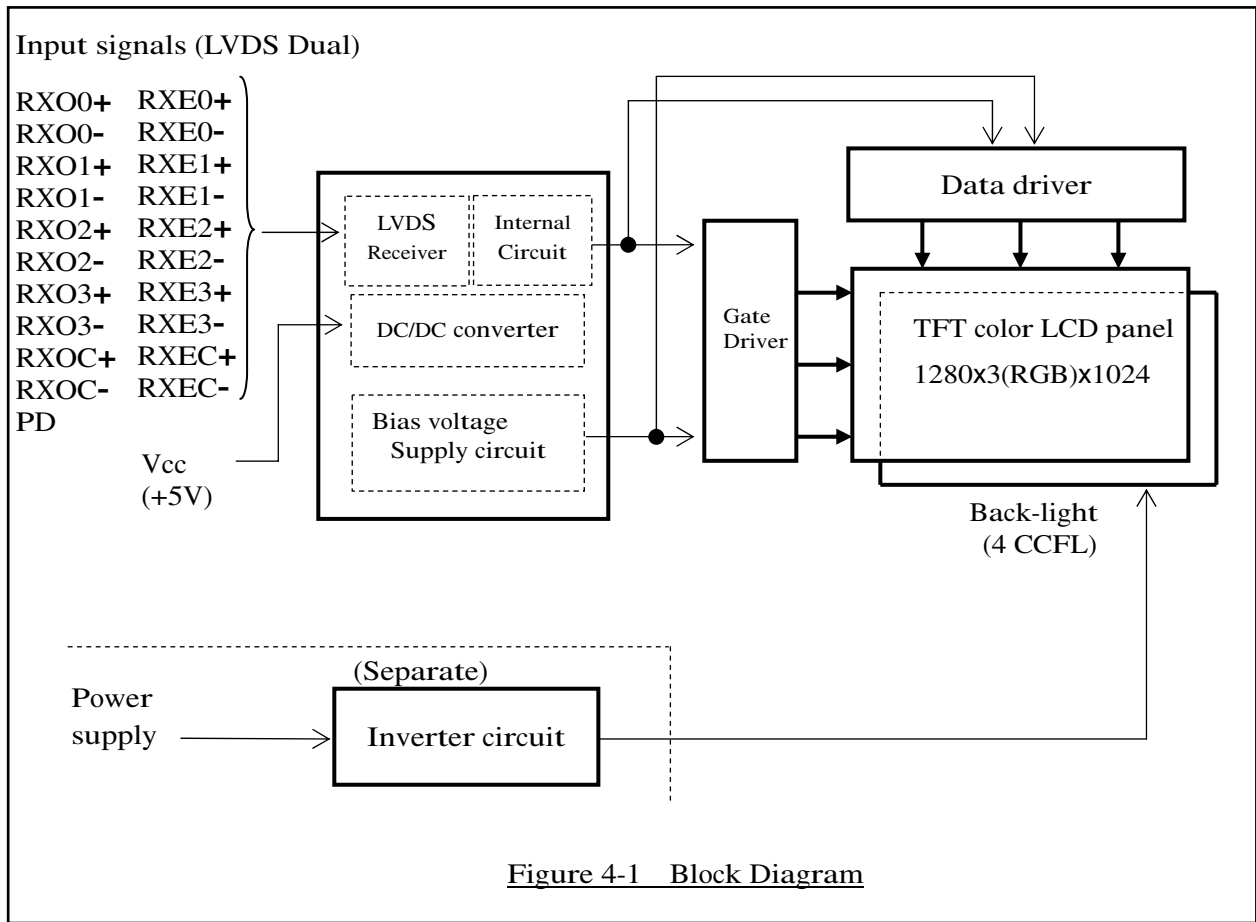 Input signals (LVDS Dual)
RXO0+ RXE0+
RXO0- RXE0-
RXO1+ RXE1+
RXO1- RXE1-
RXO2+ RXE2+
RXO2- RXE2-
RXO3+ RXE3+
RXO3- RXE3-
RXOC+ RXEC+
RXOC- RXEC-
PD
Vcc
(+5V)
LVDS
Receiver
Internal
Circuit
DC/DC converter
Bias voltage
Supply circuit
Gate
Driver
Data driver
TFT color LCD panel
1280x3(RGB)x1024
Back-light
(4 CCFL)
(Separate)
Power
supply
Inverter circuit
Figure 4-1 Block Diagram